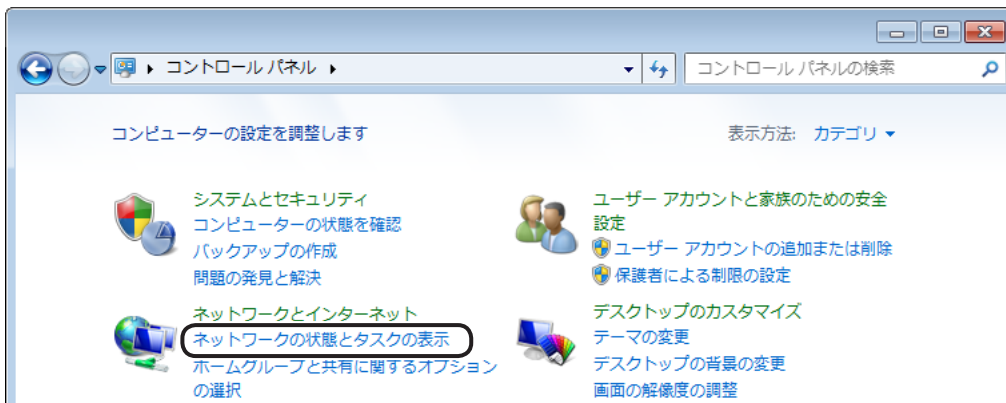 コントロール パネル
コントロール パネルの検索
コンピューターの設定を調整します
表示方法: カテゴリ
システムとセキュリティ
コンピューターの状態を確認
バックアップの作成
問題の発見と解決
ネットワークとインターネット
ネットワークの状態とタスクの表示
ホームグループと共有に関するオプション
の選択
ユーザー アカウントと家族のための安全
設定
ユーザー アカウントの追加または削除
保護者による制限の設定
デスクトップのカスタマイズ
テーマの変更
デスクトップの背景の変更
画面の解像度の調整